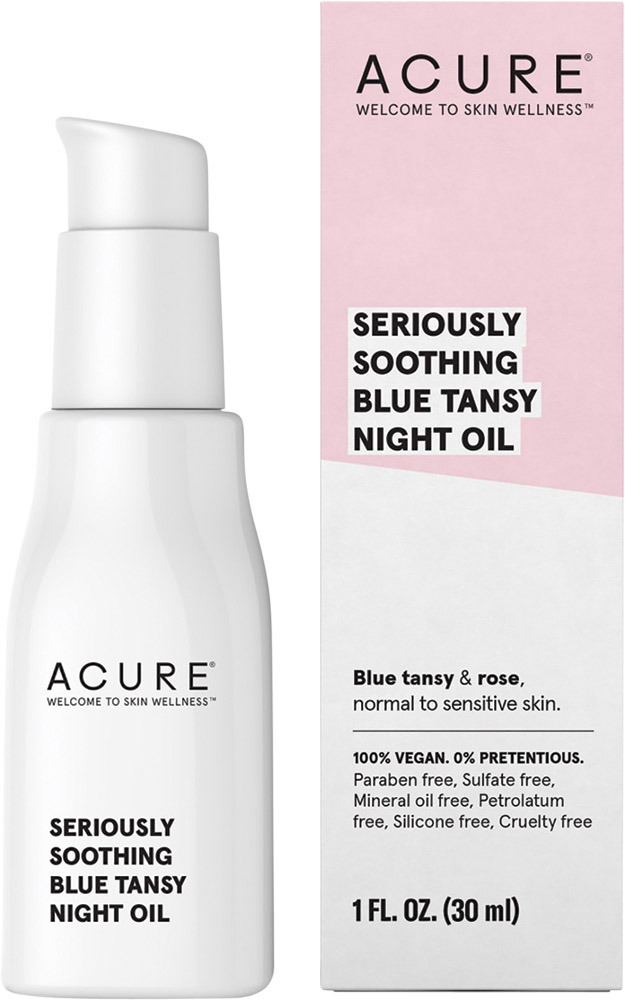 ACURE®
WELCOME TO SKIN WELLNESS™
SERIOUSLY
SOOTHING
BLUE TANSY
NIGHT OIL
ACURE®
WELCOME TO SKIN WELLNESS™
SERIOUSLY
SOOTHING
BLUE TANSY
NIGHT OIL
Blue tansy & rose,
normal to sensitive skin.
100% VEGAN. 0% PRETENTIOUS.
Paraben free, Sulfate free,
Mineral oil free, Petrolatum
free, Silicone free, Cruelty free
1 FL. OZ. (30 ml)